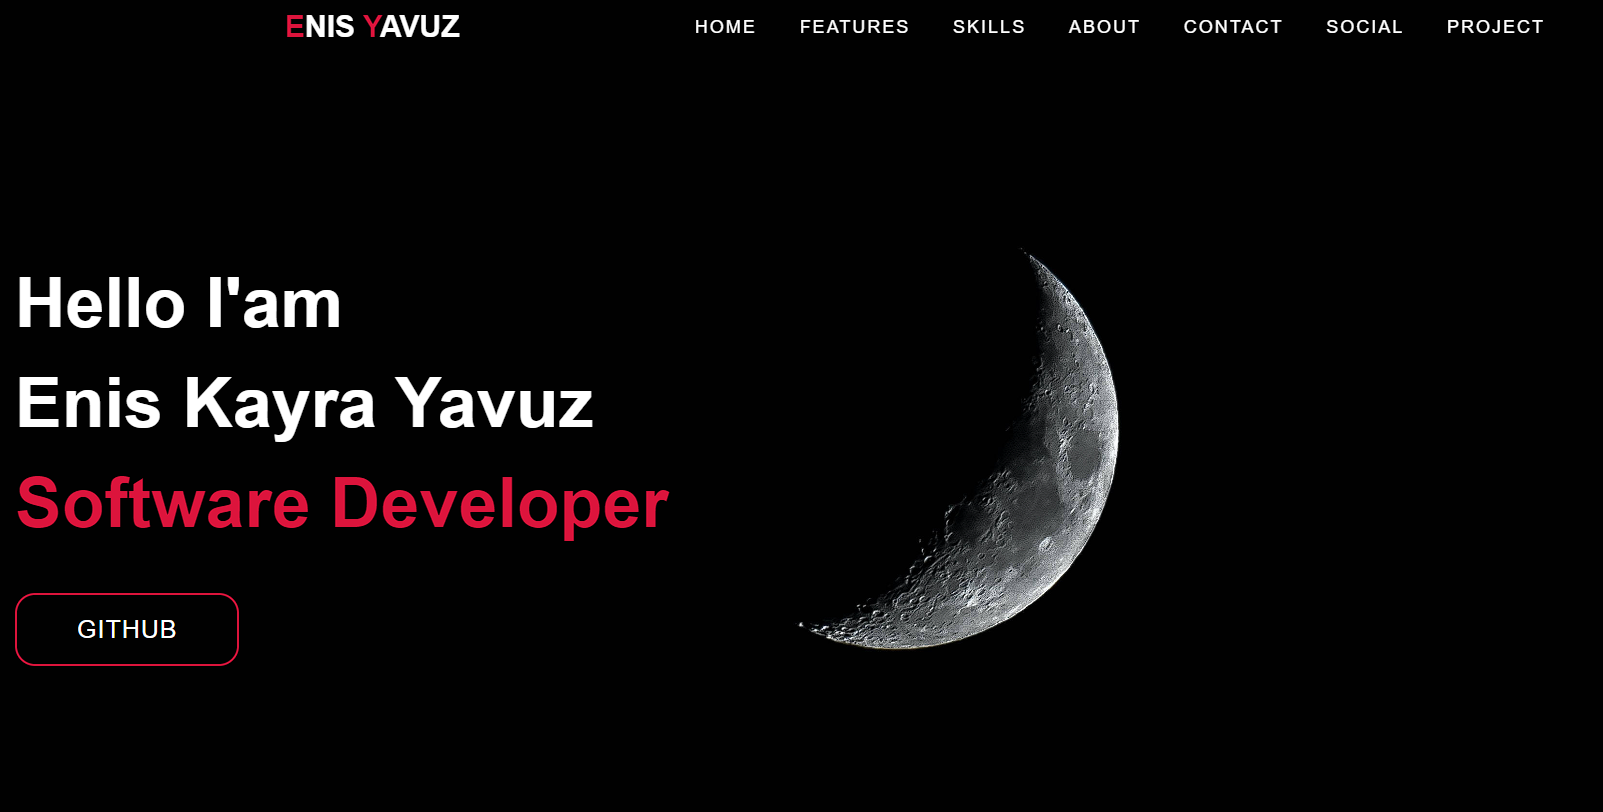 ENIS YAVUZ
HOME FEATURES SKILLS ABOUT CONTACT SOCIAL PROJECT
Hello I'am
Enis Kayra Yavuz
Software Developer
GITHUB